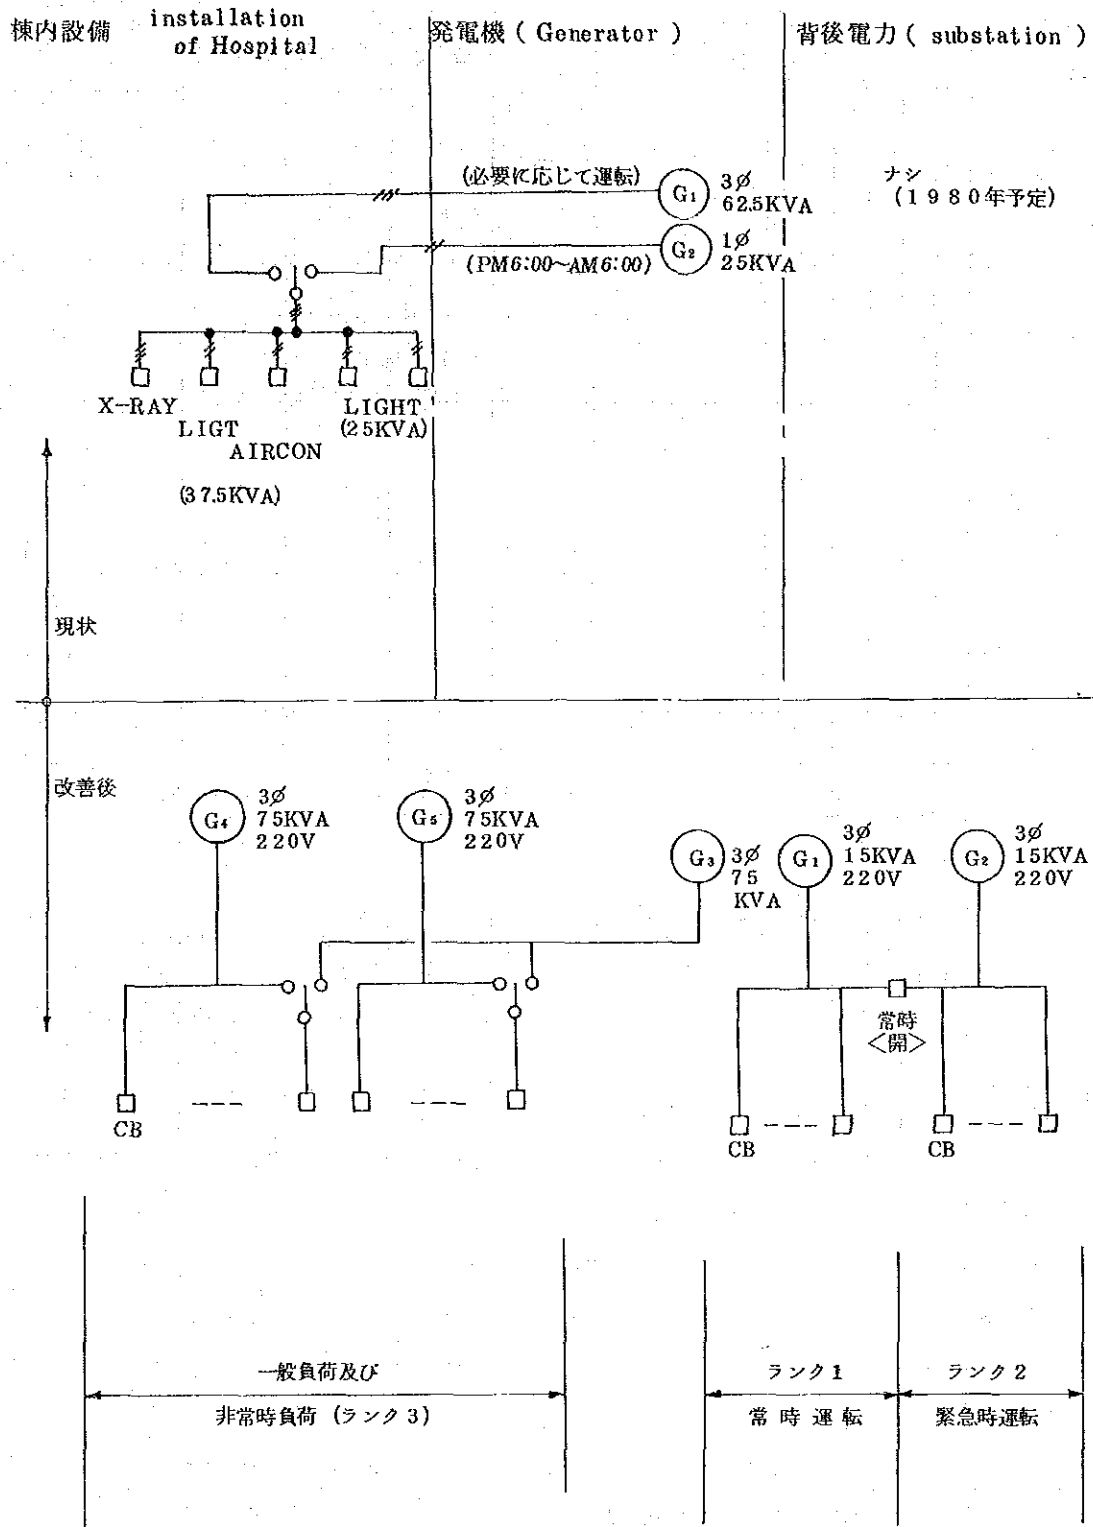 棟内設備 installation
of Hospital
発電機 ( Generator )
背後電力 ( substation )
(必要に応じて運転)
G₁
3Ø
62.5KVA
ナシ
(1980年予定)
(PM6:00~AM6:00)
G₂
1Ø
25KVA
X-RAY
LIGT
AIRCON
(37.5KVA)
LIGHT
(25KVA)
現状
改善後
G₄
3Ø
75KVA
220V
G₅
3Ø
75KVA
220V
G₃
3Ø
75
KVA
G₁
3Ø
15KVA
220V
G₂
3Ø
15KVA
220V
常時
<開>
CB
CB
CB
一般負荷及び
非常時負荷 (ランク3)
ランク1
常時運転
ランク2
緊急時運転